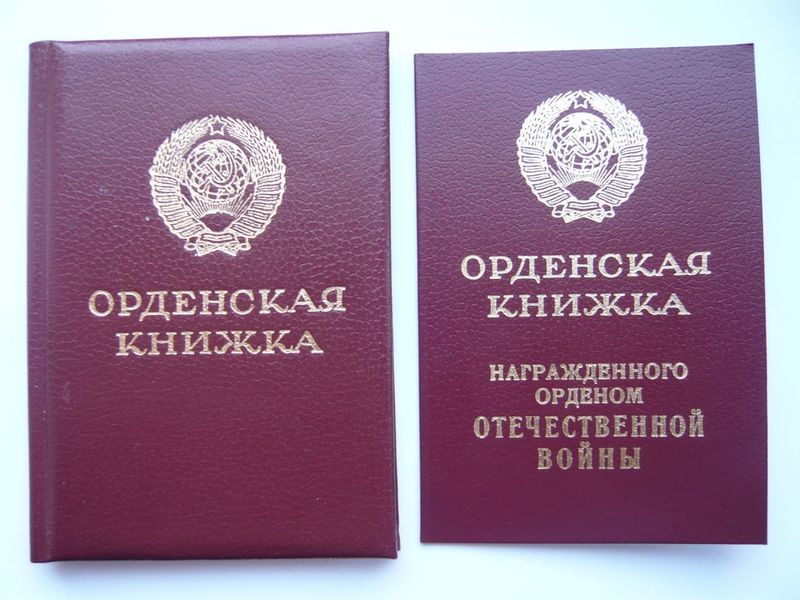 ОРДЕНСКАЯ
КНИЖКА
ОРДЕНСКАЯ
КНИЖКА
НАГРАЖДЕННОГО
ОРДЕНОМ
ОТЕЧЕСТВЕННОЙ
ВОЙНЫ